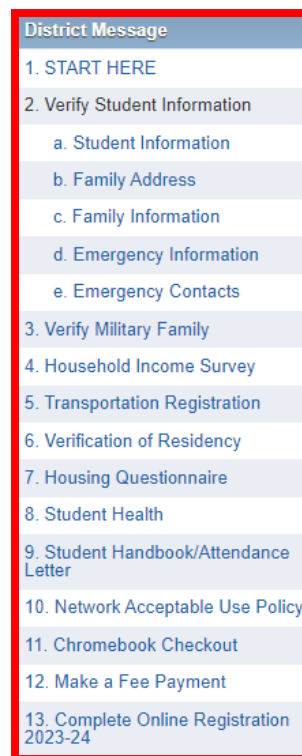 District Message
1. START HERE
2. Verify Student Information
a. Student Information
b. Family Address
c. Family Information
d. Emergency Information
e. Emergency Contacts
3. Verify Military Family
4. Household Income Survey
5. Transportation Registration
6. Verification of Residency
7. Housing Questionnaire
8. Student Health
9. Student Handbook/Attendance
Letter
10. Network Acceptable Use Policy
11. Chromebook Checkout
12. Make a Fee Payment
13. Complete Online Registration
2023-24